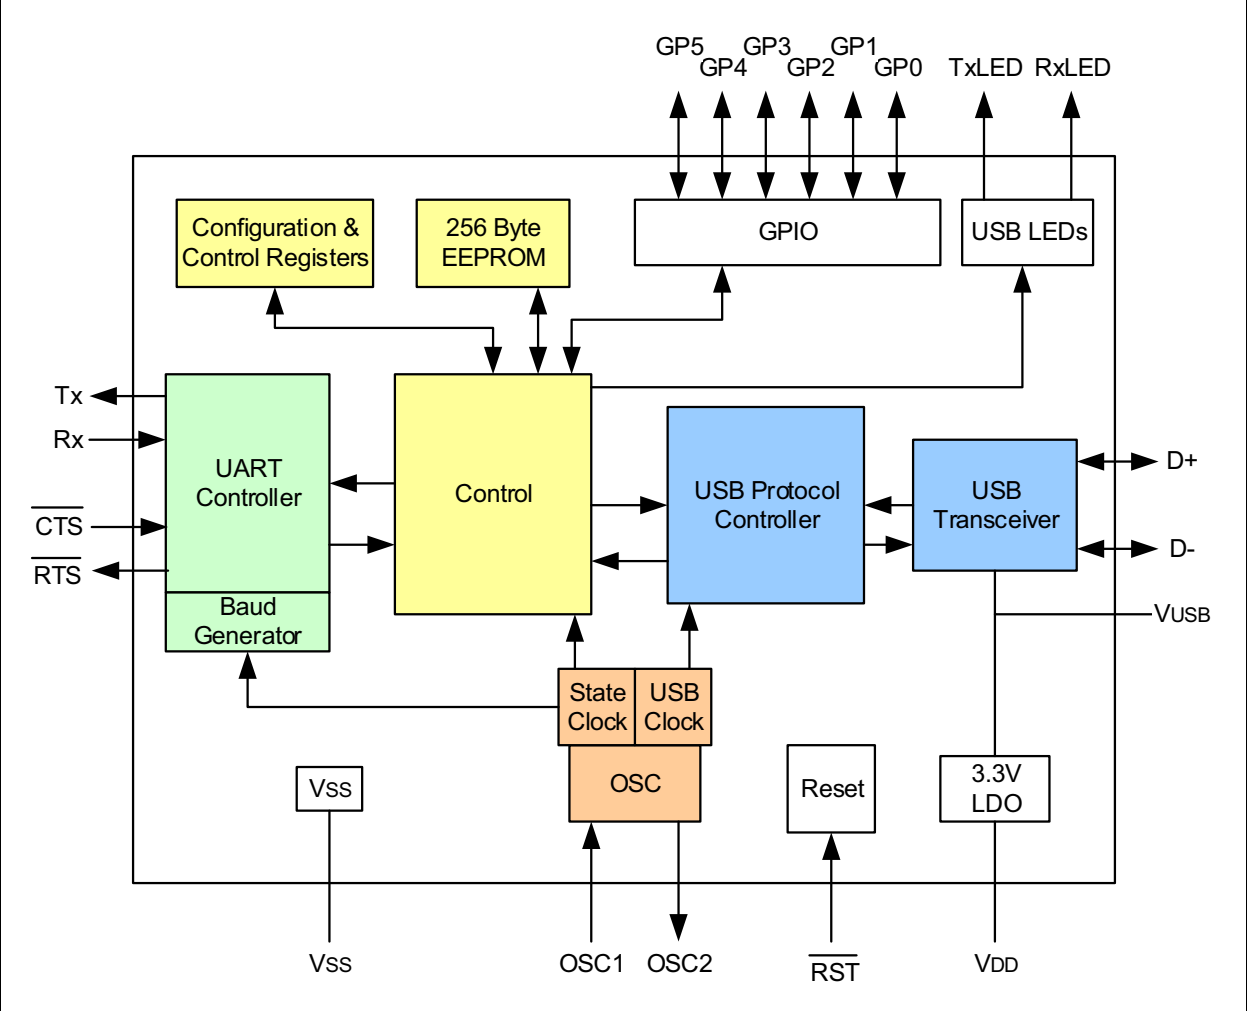 GP5 GP3 GP1
GP4 GP2 GP0 TxLED RxLED
Configuration &
Control Registers
256 Byte
EEPROM
GPIO
USB LEDs
Tx
Rx
CTS
RTS
UART
Controller
Baud
Generator
Control
USB Protocol
Controller
USB
Transceiver
D+
D-
VUSB
State
Clock
USB
Clock
OSC
VSS
Reset
3.3V
LDO
VSS
OSC1
OSC2
RST
VDD